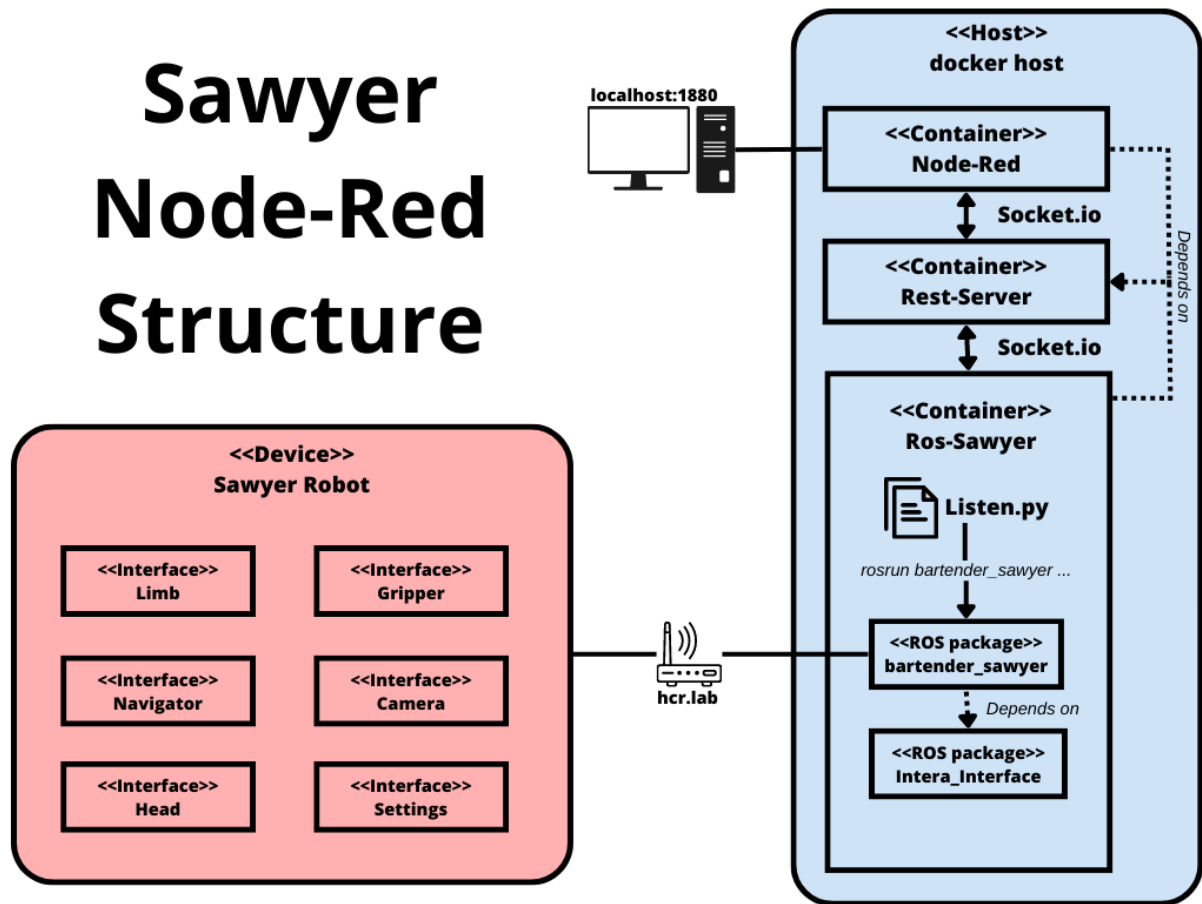 Sawyer
Node-Red
Structure
localhost:1880
<<Host>>
docker host
<<Container>>
Node-Red
Socket.io
<<Container>>
Rest-Server
Depends on
Socket.io
<<Container>>
Ros-Sawyer
Listen.py
rosrun bartender_sawyer ...
<<ROS package>>
bartender_sawyer
Depends on
<<ROS package>>
Intera_Interface
hcr.lab
<<Device>>
Sawyer Robot
<<Interface>>
Limb
<<Interface>>
Gripper
<<Interface>>
Navigator
<<Interface>>
Camera
<<Interface>>
Head
<<Interface>>
Settings